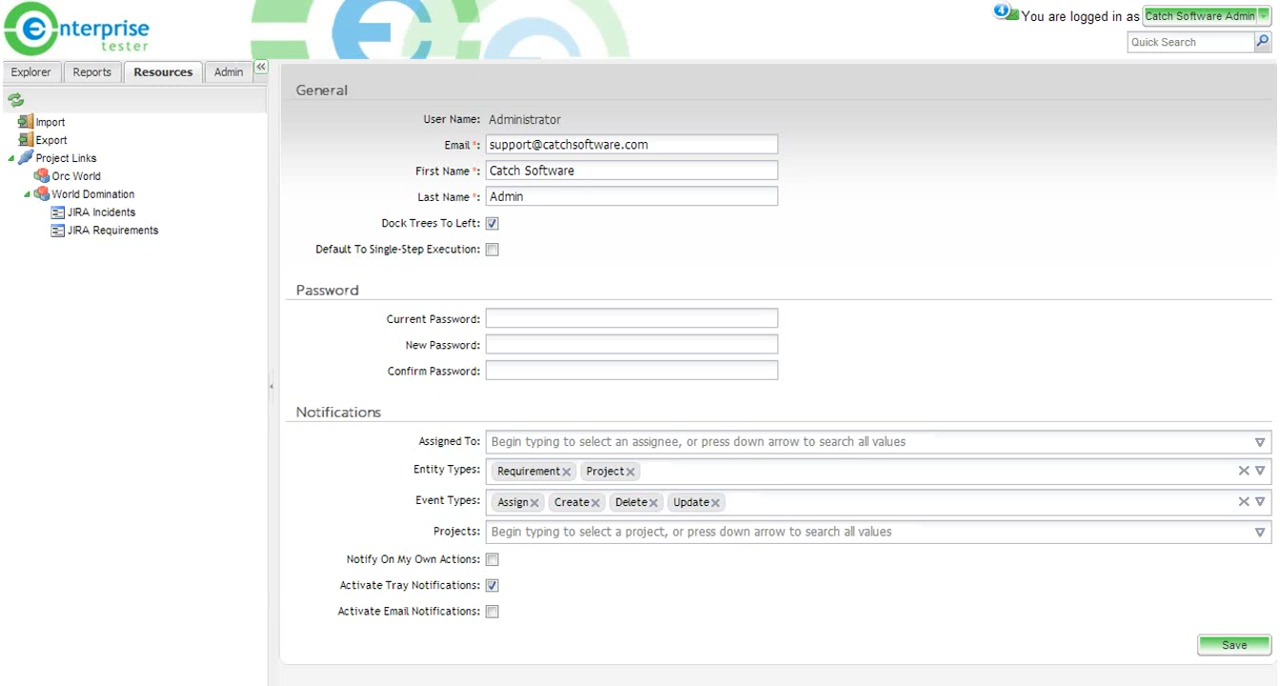 enterprise
tester
4
You are logged in as Catch Software Admin
Quick Search
Explorer Reports Resources Admin
Import
Export
Project Links
Orc World
World Domination
JIRA Incidents
JIRA Requirements
General
User Name: Administrator
Email *: support@catchsoftware.com
First Name *: Catch Software
Last Name *: Admin
Dock Trees To Left:
Default To Single-Step Execution:
Password
Current Password:
New Password:
Confirm Password:
Notifications
Assigned To: Begin typing to select an assignee, or press down arrow to search all values
Entity Types: Requirement Project
Event Types: Assign Create Delete Update
Projects: Begin typing to select a project, or press down arrow to search all values
Notify On My Own Actions:
Activate Tray Notifications:
Activate Email Notifications:
Save